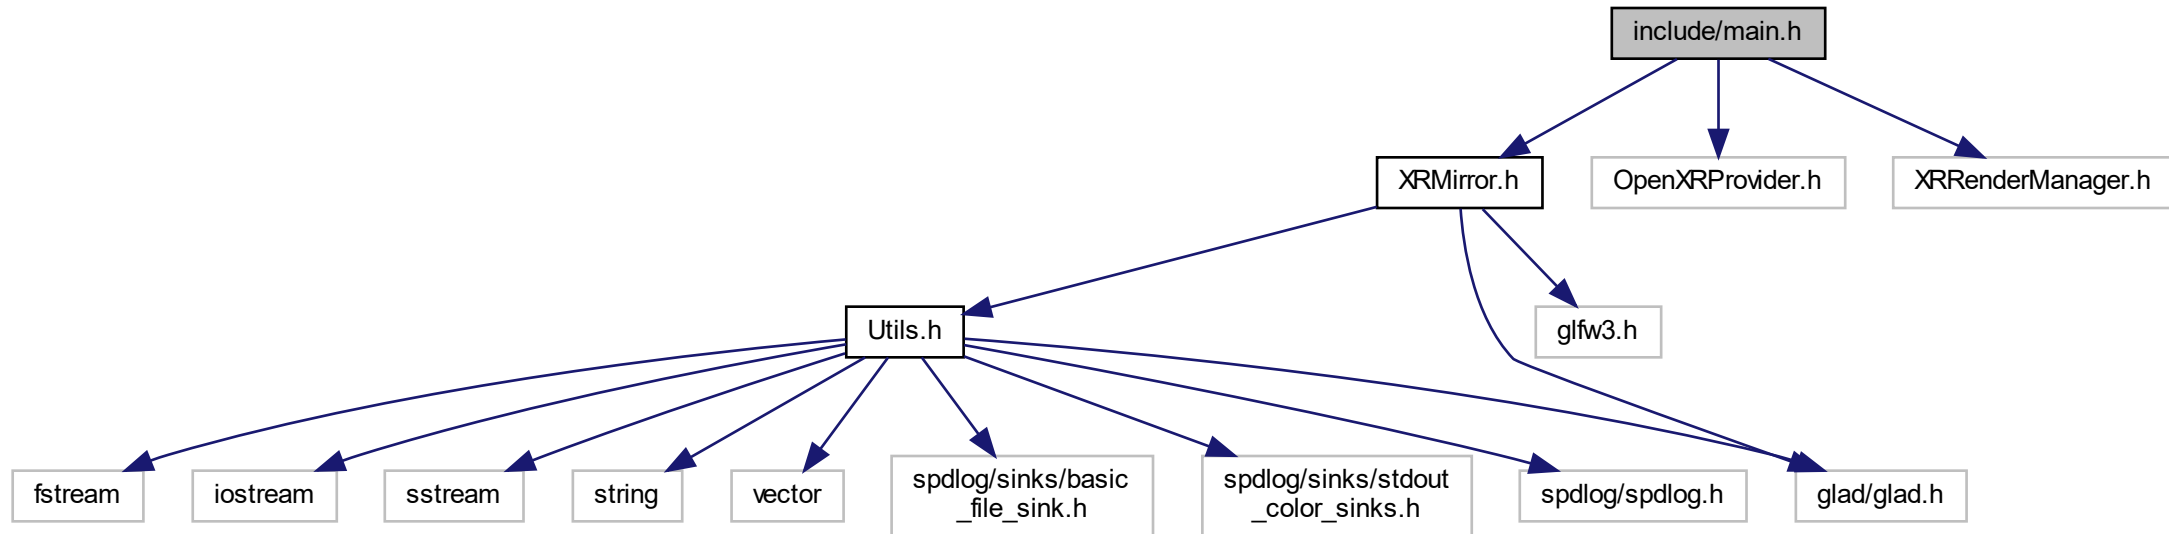 include/main.h
XRMirror.h
OpenXRProvider.h
XRRenderManager.h
Utils.h
glfw3.h
fstream
iostream
sstream
string
vector
spdlog/sinks/basic
_file_sink.h
spdlog/sinks/stdout
_color_sinks.h
spdlog/spdlog.h
glad/glad.h